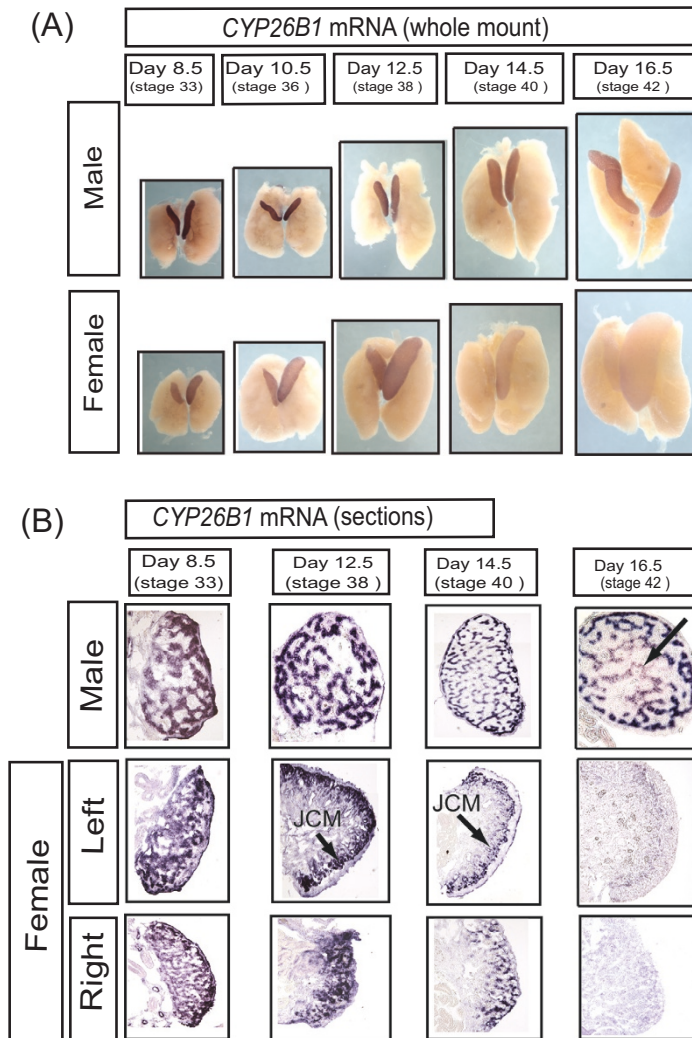 (A)
CYP26B1 mRNA (whole mount)
Day 8.5
(stage 33)
Day 10.5
(stage 36 )
Day 12.5
(stage 38 )
Day 14.5
(stage 40 )
Day 16.5
(stage 42 )
Male
Female
(B)
CYP26B1 mRNA (sections)
Day 8.5
(stage 33)
Day 12.5
(stage 38 )
Day 14.5
(stage 40 )
Day 16.5
(stage 42 )
Male
Female
Left
JCM
JCM
Right